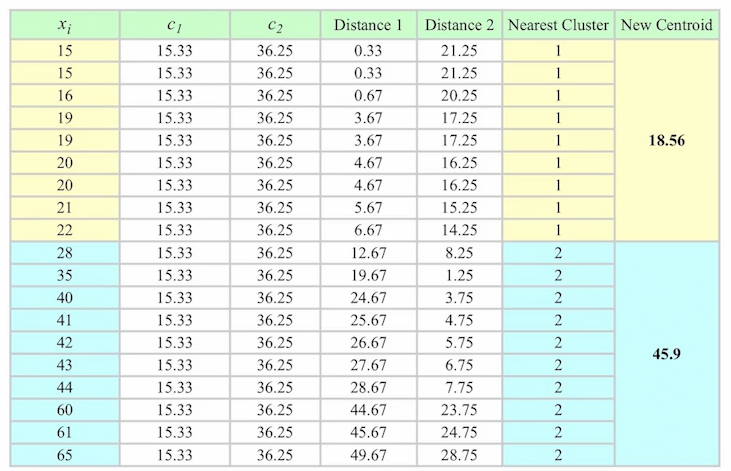 xi c1 c2 Distance 1 Distance 2 Nearest Cluster New Centroid
15 15.33 36.25 0.33 21.25 1
15 15.33 36.25 0.33 21.25 1
16 15.33 36.25 0.67 20.25 1
19 15.33 36.25 3.67 17.25 1
19 15.33 36.25 3.67 17.25 1 18.56
20 15.33 36.25 4.67 16.25 1
20 15.33 36.25 4.67 16.25 1
21 15.33 36.25 5.67 15.25 1
22 15.33 36.25 6.67 14.25 1
28 15.33 36.25 12.67 8.25 2
35 15.33 36.25 19.67 1.25 2
40 15.33 36.25 24.67 3.75 2
41 15.33 36.25 25.67 4.75 2
42 15.33 36.25 26.67 5.75 2
43 15.33 36.25 27.67 6.75 2 45.9
44 15.33 36.25 28.67 7.75 2
60 15.33 36.25 44.67 23.75 2
61 15.33 36.25 45.67 24.75 2
65 15.33 36.25 49.67 28.75 2